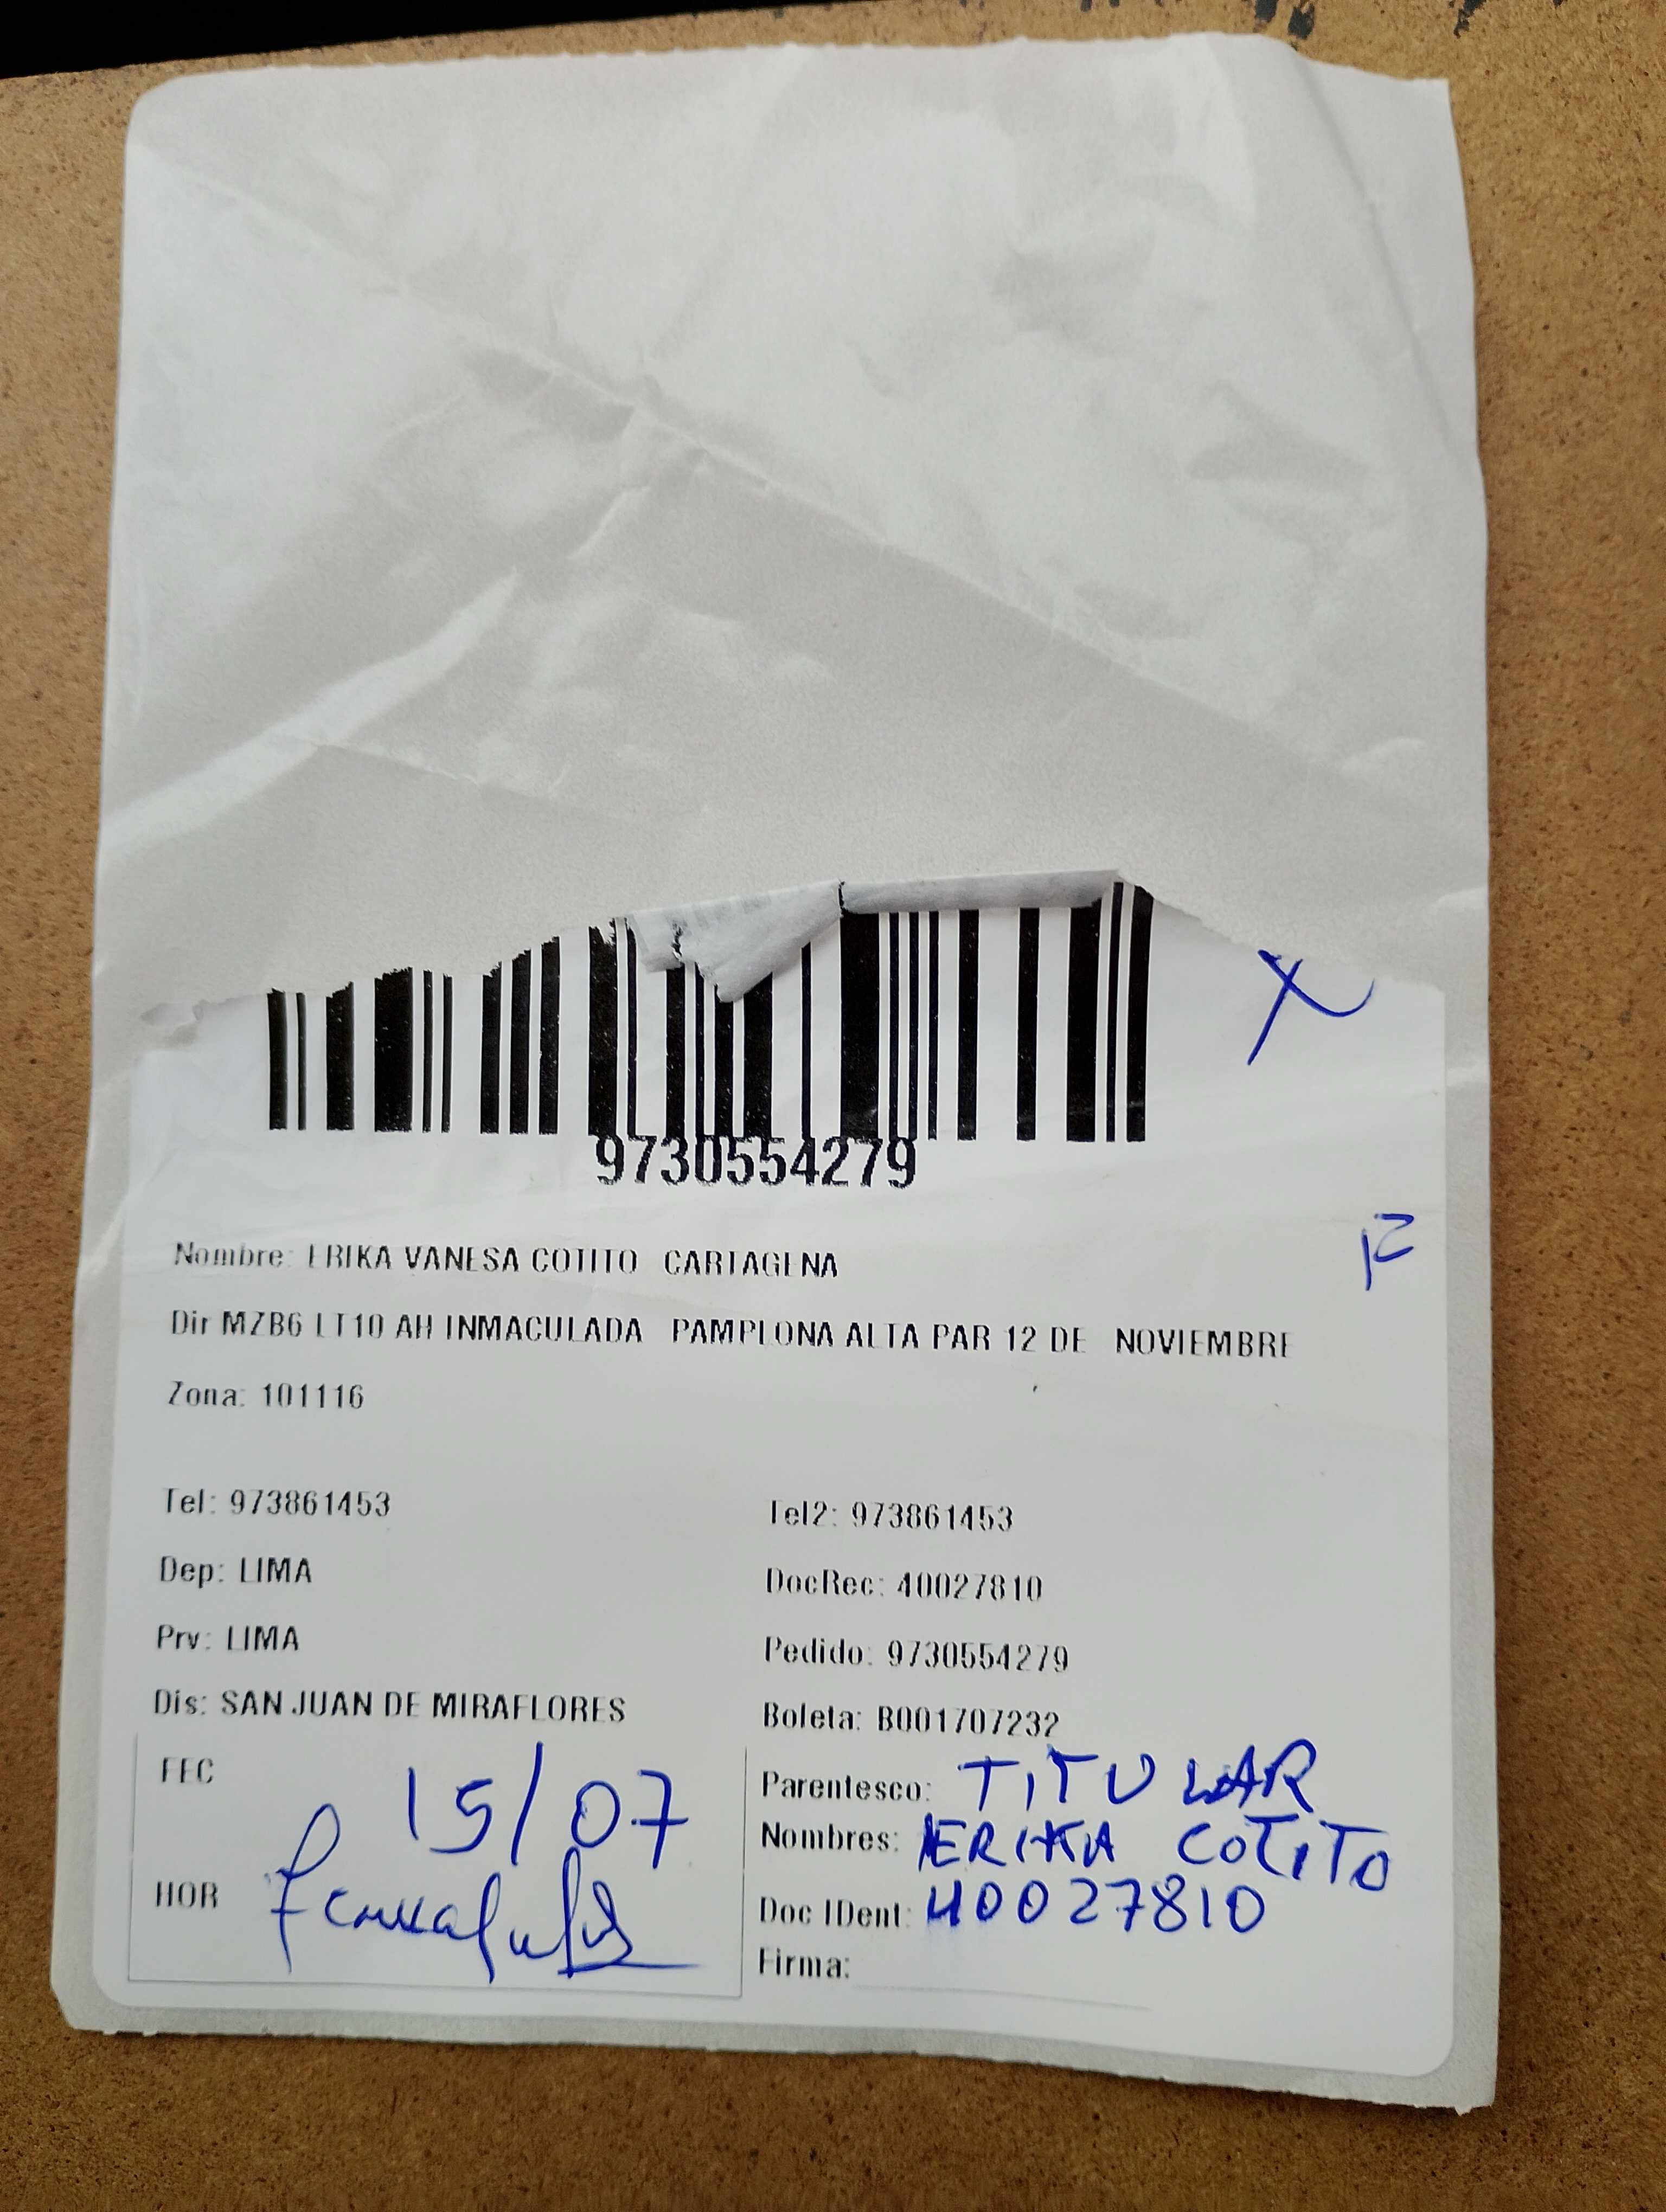 X
9730554279
F
Nombre: ERIKA VANESA COTITO CARTAGENA
Dir MZB6 LT10 AH INMACULADA PAMPLONA ALTA PAR 12 DE NOVIEMBRE
Zona: 101116
Tel: 973861453 Tel2: 973861453
Dep: LIMA DocRec: 40027810
Prv: LIMA Pedido: 9730554279
Dis: SAN JUAN DE MIRAFLORES Boleta: B001707232
FEC 15/07 Parentesco: TITULAR
Nombres: ERIKA COTITO
HOR Doc IDent: 40027810
Firma: